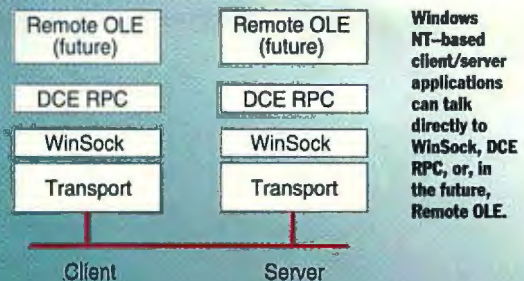 Remote OLE
(future)
DCE RPC
WinSock
Transport
Client
Remote OLE
(future)
DCE RPC
WinSock
Transport
Server
Windows
NT–based
client/server
applications
can talk
directly to
WinSock, DCE
RPC, or, in
the future,
Remote OLE.